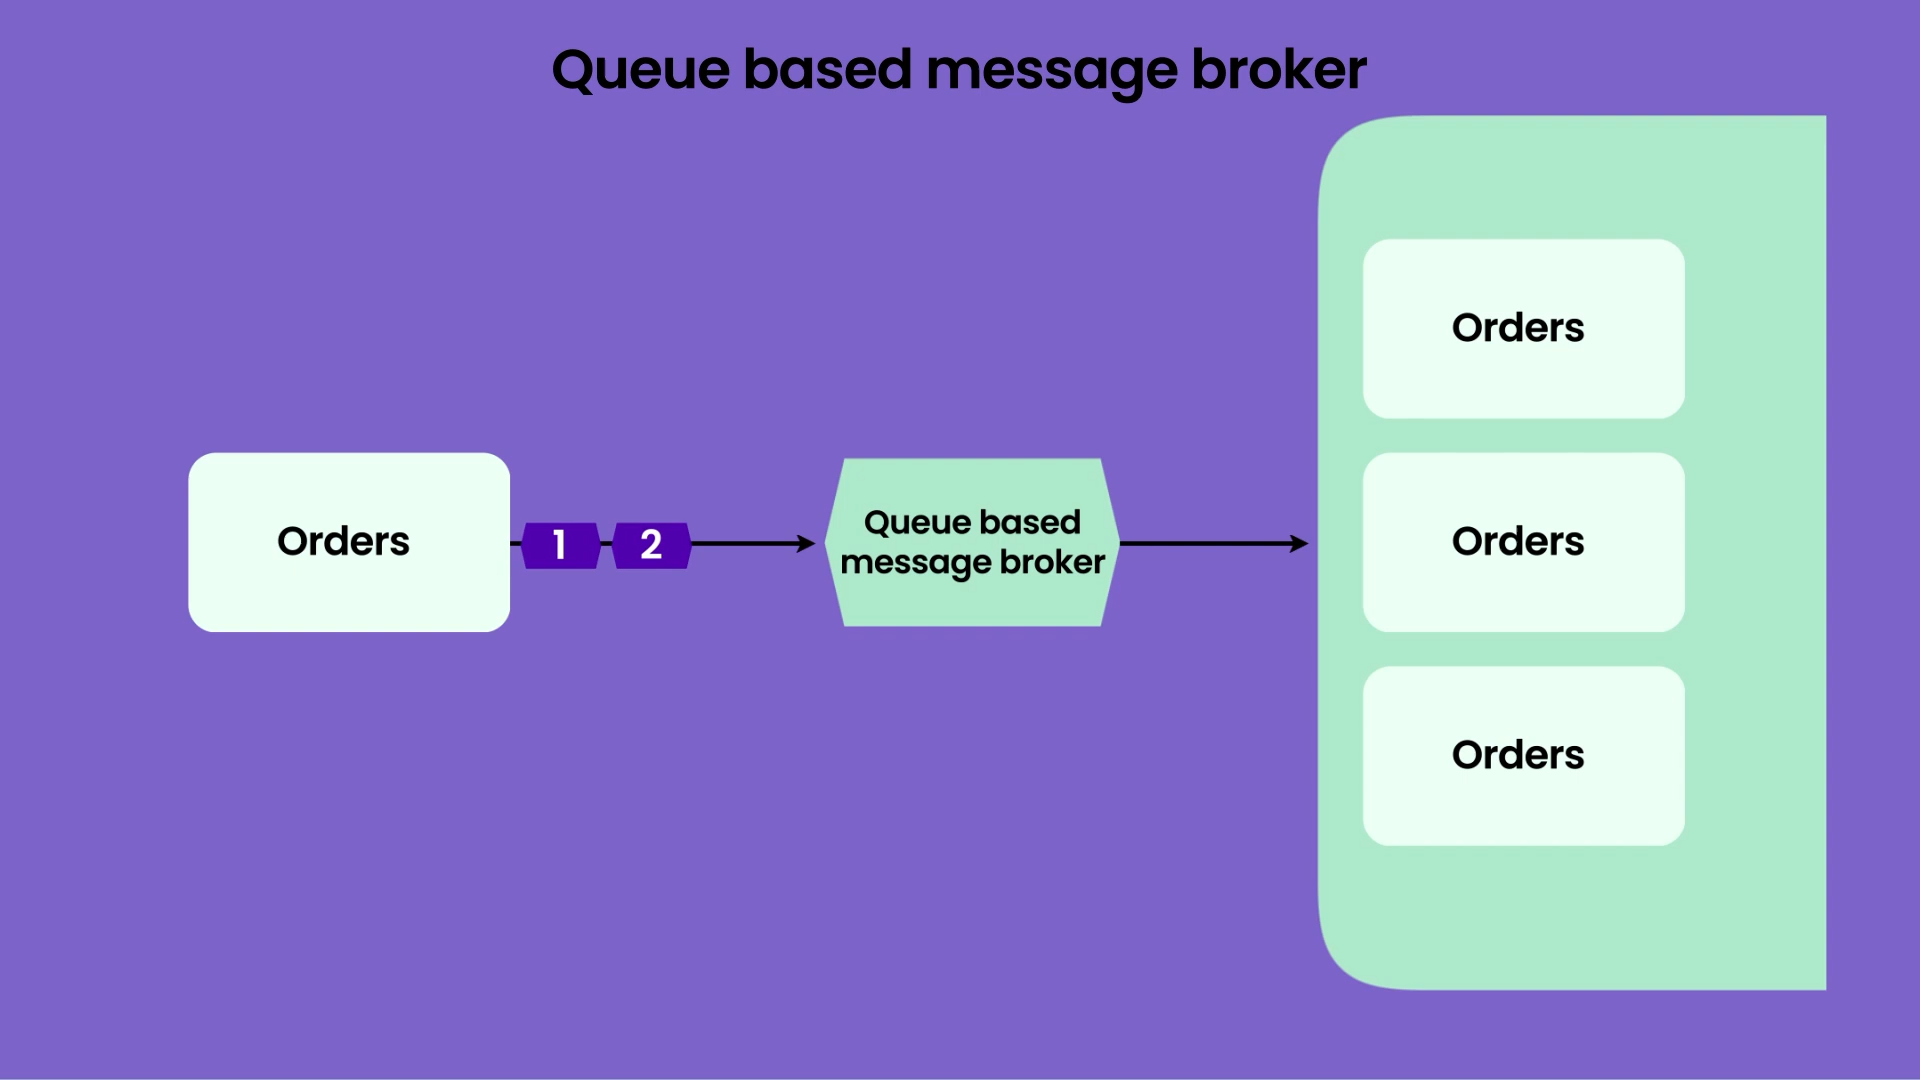 Queue based message broker
Orders
1
2
Queue based
message broker
Orders
Orders
Orders